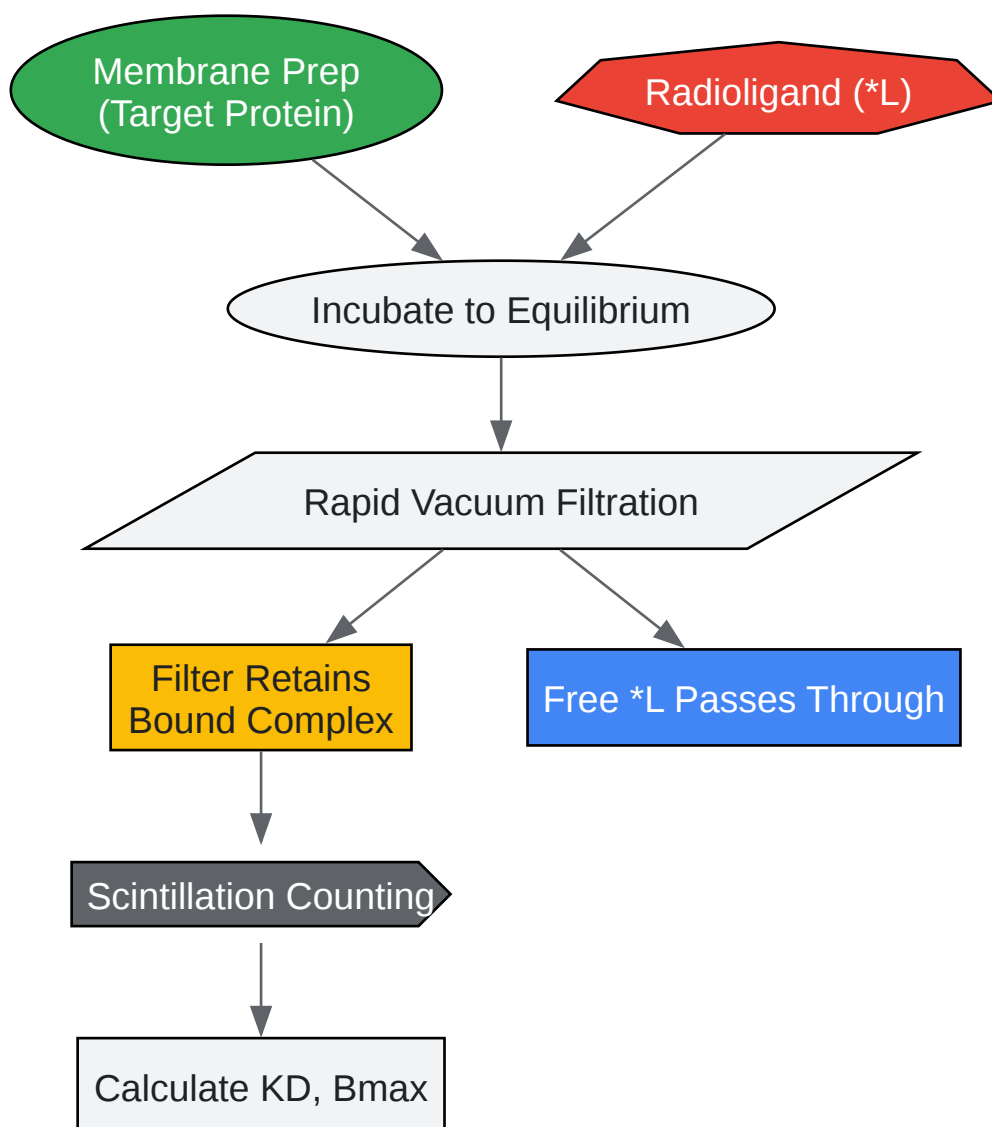 Membrane Prep
(Target Protein)
Radioligand (*L)
Incubate to Equilibrium
Rapid Vacuum Filtration
Filter Retains
Bound Complex
Free *L Passes Through
Scintillation Counting
Calculate KD, Bmax